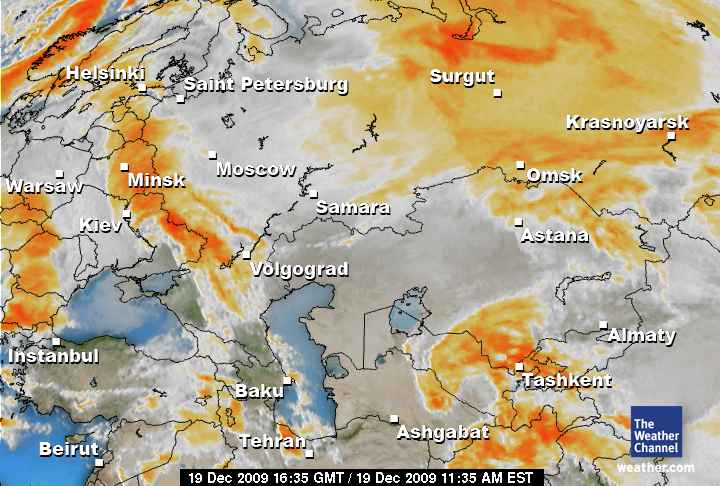 Helsinki
Saint Petersburg
Surgut
Krasnoyarsk
Warsaw
Minsk
Moscow
Omsk
Samara
Kiev
Astana
Volgograd
Instanbul
Almaty
Baku
Tashkent
Ashgabat
Beirut
Tehran
The
Weather
Channel
weather.com
19 Dec 2009 16:35 GMT / 19 Dec 2009 11:35 AM EST